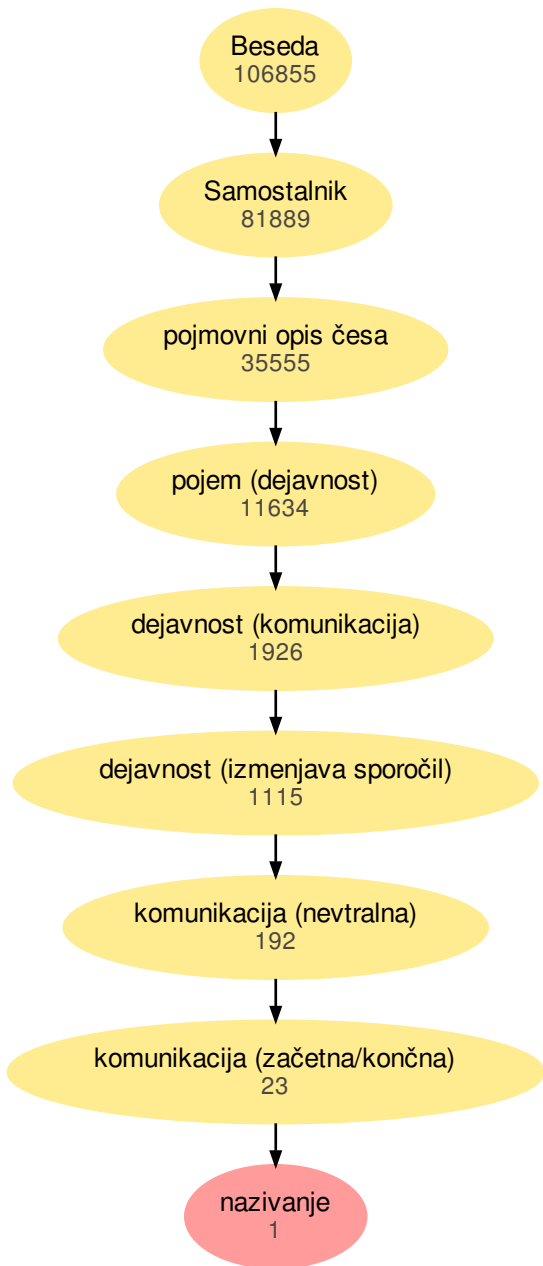 Beseda
106855
Samostalnik
81889
pojmovni opis česa
35555
pojem (dejavnost)
11634
dejavnost (komunikacija)
1926
dejavnost (izmenjava sporočil)
1115
komunikacija (nevtralna)
192
komunikacija (začetna/končna)
23
nazivanje
1